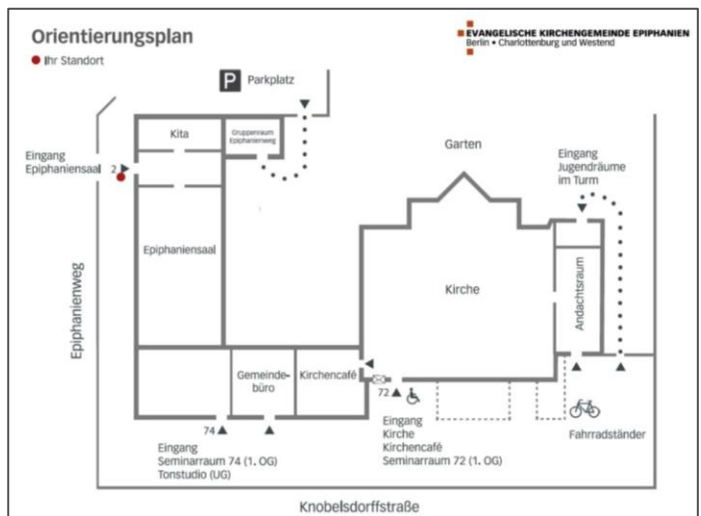 Orientierungsplan
Ihr Standort
EVANGELISCHE KIRCHENGEMEINDE EPIPHANIEN
Berlin • Charlottenburg und Westend
P Parkplatz
Kita
Gruppenraum
Epiphanienweg
Garten
Eingang
Epiphaniensaal 2
Eingang
Jugendräume
im Turm
Epiphaniensaal
Epiphanienweg
Kirche
Andachtsraum
Gemeinde-
büro
Kirchencafé
72
74
Eingang
Kirche
Kirchencafé
Seminarraum 72 (1. OG)
Fahrradständer
Eingang
Seminarraum 74 (1. OG)
Tonstudio (UG)
Knobelsdorffstraße